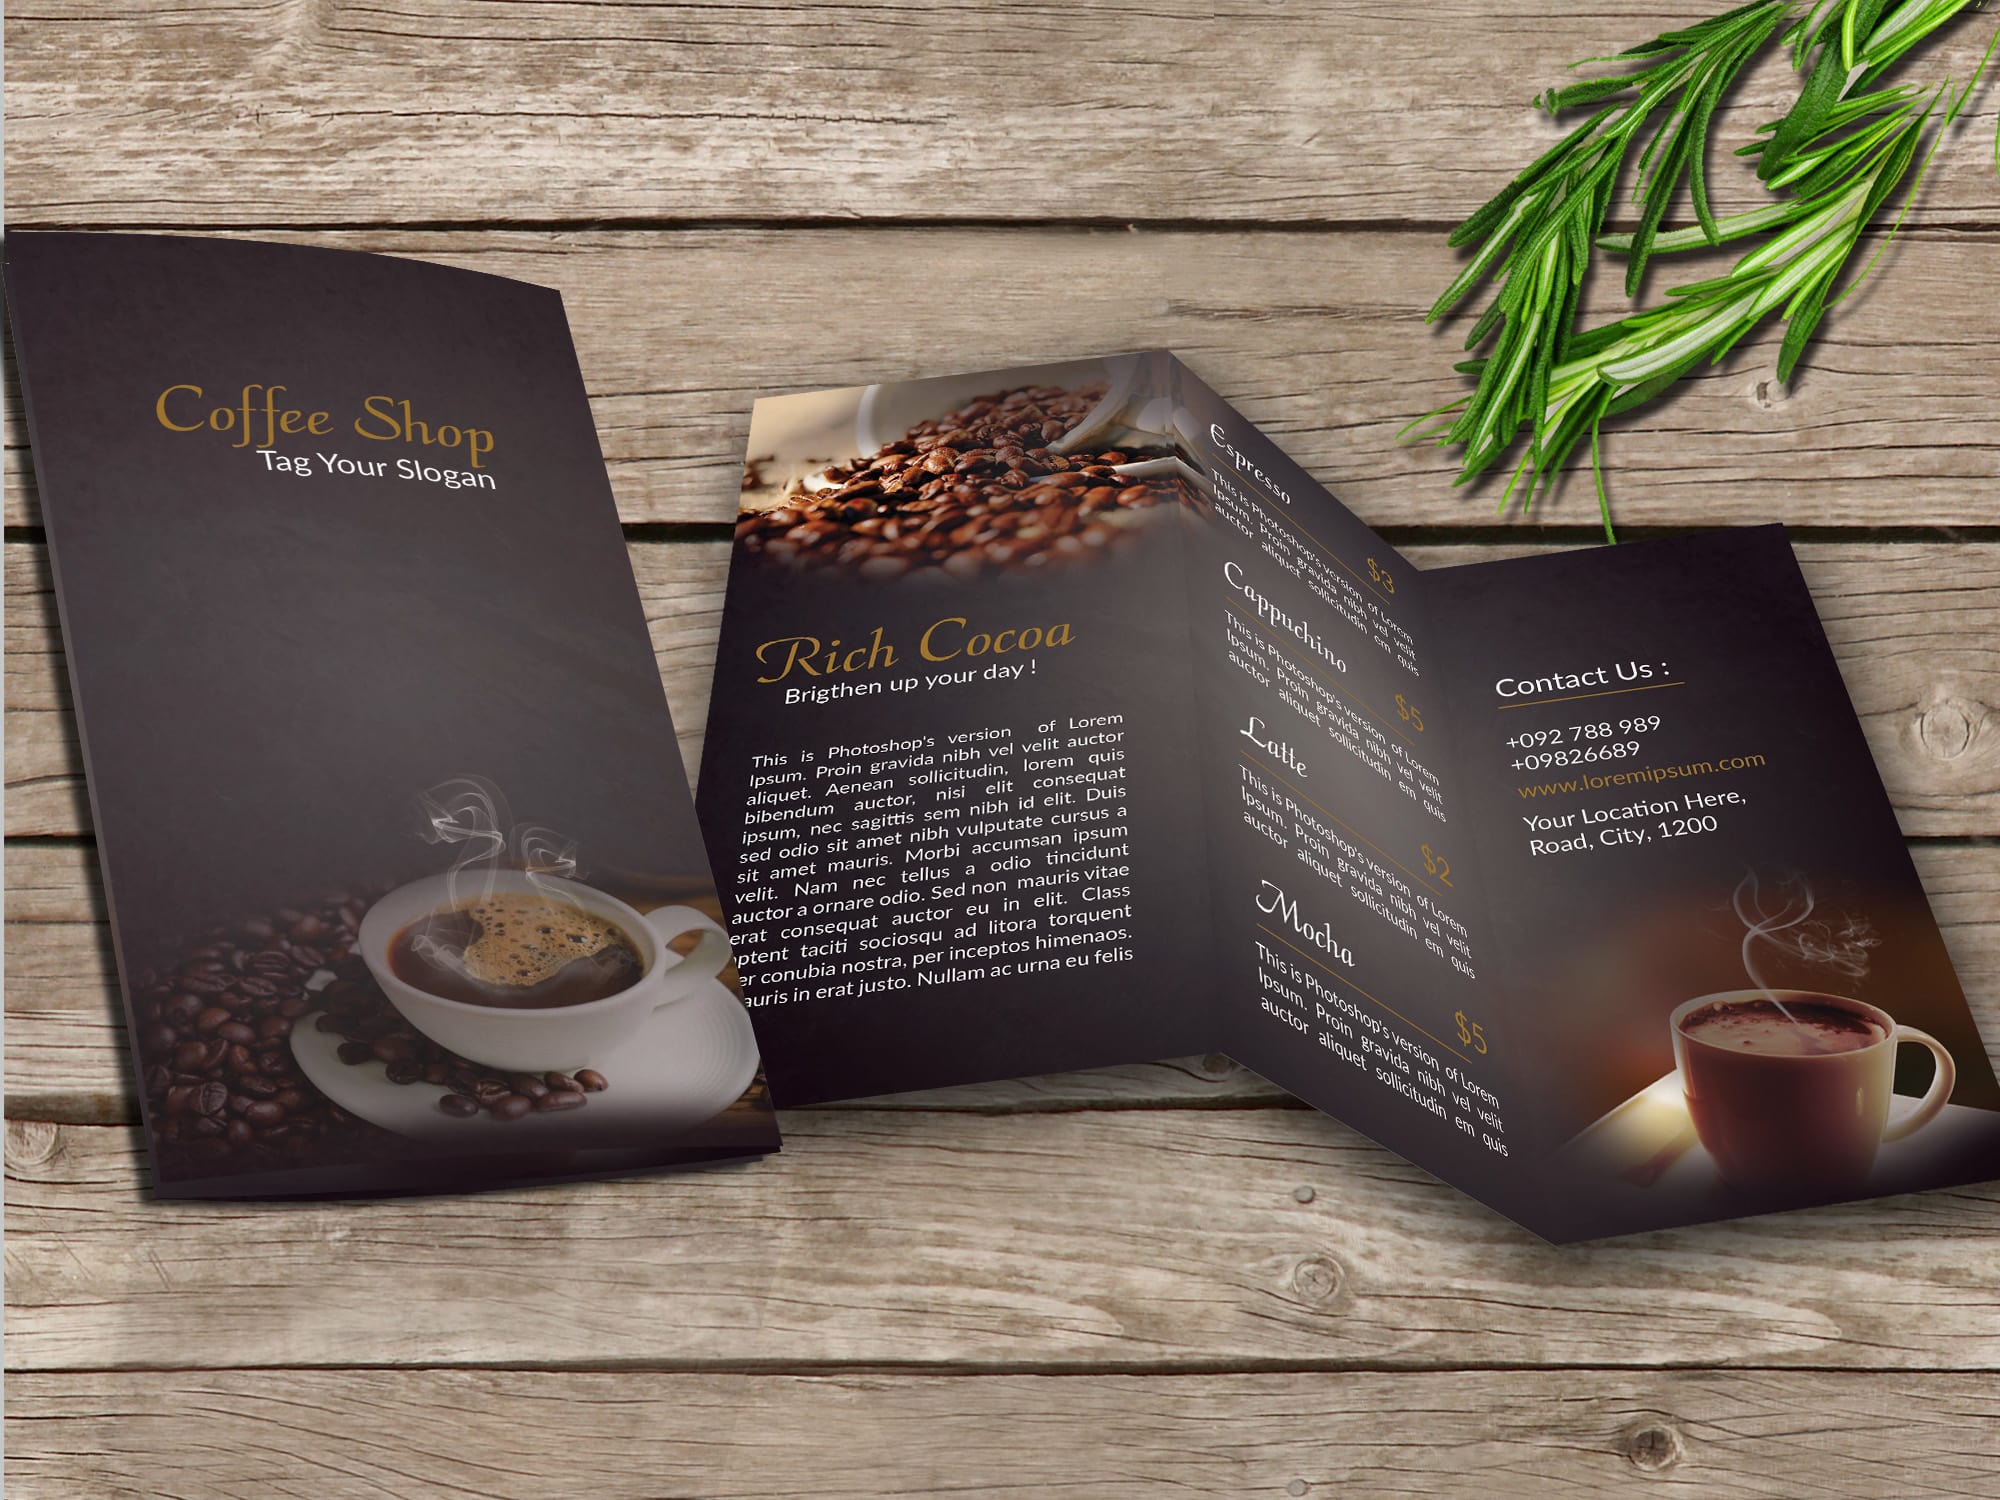 Coffee Shop
Tag Your Slogan
Rich Cocoa
Brigthen up your day !
This is Photoshop's version of Lorem
Ipsum. Proin gravida nibh vel velit auctor
aliquet. Aenean sollicitudin, lorem quis
bibendum auctor, nisi elit consequat
ipsum, nec sagittis sem nibh id elit. Duis
sed odio sit amet nibh vulputate cursus a
sit amet mauris. Morbi accumsan ipsum
velit. Nam nec tellus a odio tincidunt
auctor a ornare odio. Sed non mauris vitae
erat consequat auctor eu in elit. Class
ptent taciti sociosqu ad litora torquent
er conubia nostra, per inceptos himenaos.
auris in erat justo. Nullam ac urna eu felis
Espresso
$3
This is Photoshop's version of Lorem
Ipsum. Proin gravida nibh vel velit
auctor aliquet sollicitudin em quis
Cappuchino
$5
This is Photoshop's version of Lorem
Ipsum. Proin gravida nibh vel velit
auctor aliquet sollicitudin em quis
Latte
$2
This is Photoshop's version of Lorem
Ipsum. Proin gravida nibh vel velit
auctor aliquet sollicitudin em quis
Mocha
$5
This is Photoshop's version of Lorem
Ipsum. Proin gravida nibh vel velit
auctor aliquet sollicitudin em quis
Contact Us :
+092 788 989
+09826689
www.loremipsum.com
Your Location Here,
Road, City, 1200